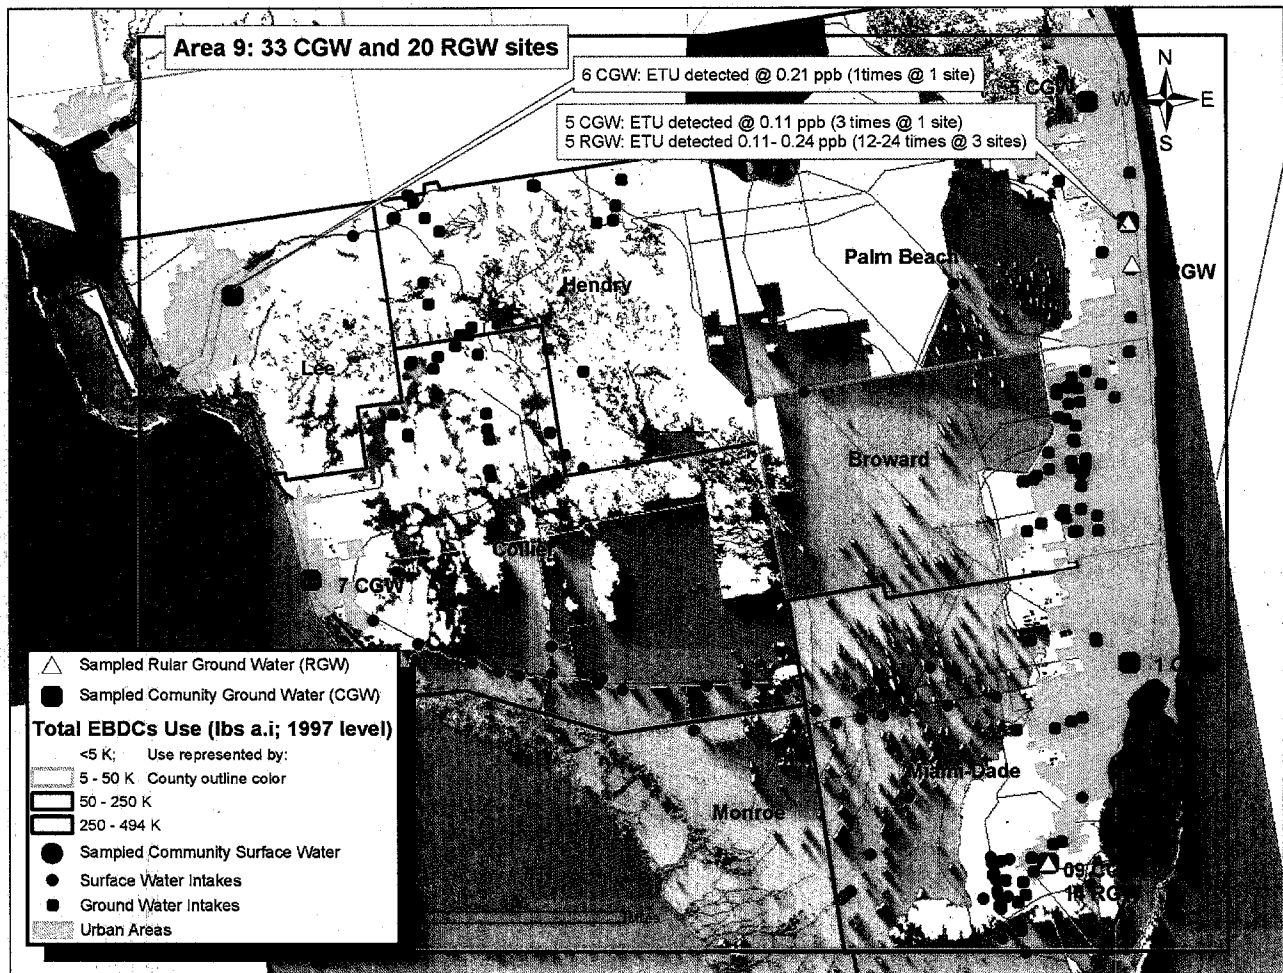 Area 9: 33 CGW and 20 RGW sites
6 CGW: ETU detected @ 0.21 ppb (1times @ 1 site)
5 CGW
N
W E
S
5 CGW: ETU detected @ 0.11 ppb (3 times @ 1 site)
5 RGW: ETU detected 0.11- 0.24 ppb (12-24 times @ 3 sites)
Palm Beach
RGW
Hendry
Lee
Broward
Collier
7 CGW
Miami-Dade
Monroe
Sampled Rular Ground Water (RGW)
Sampled Comunity Ground Water (CGW)
Total EBDCs Use (lbs a.i; 1997 level)
<5 K; Use represented by:
5 - 50 K County outline color
50 - 250 K
250 - 494 K
Sampled Community Surface Water
Surface Water Intakes
Ground Water Intakes
Urban Areas